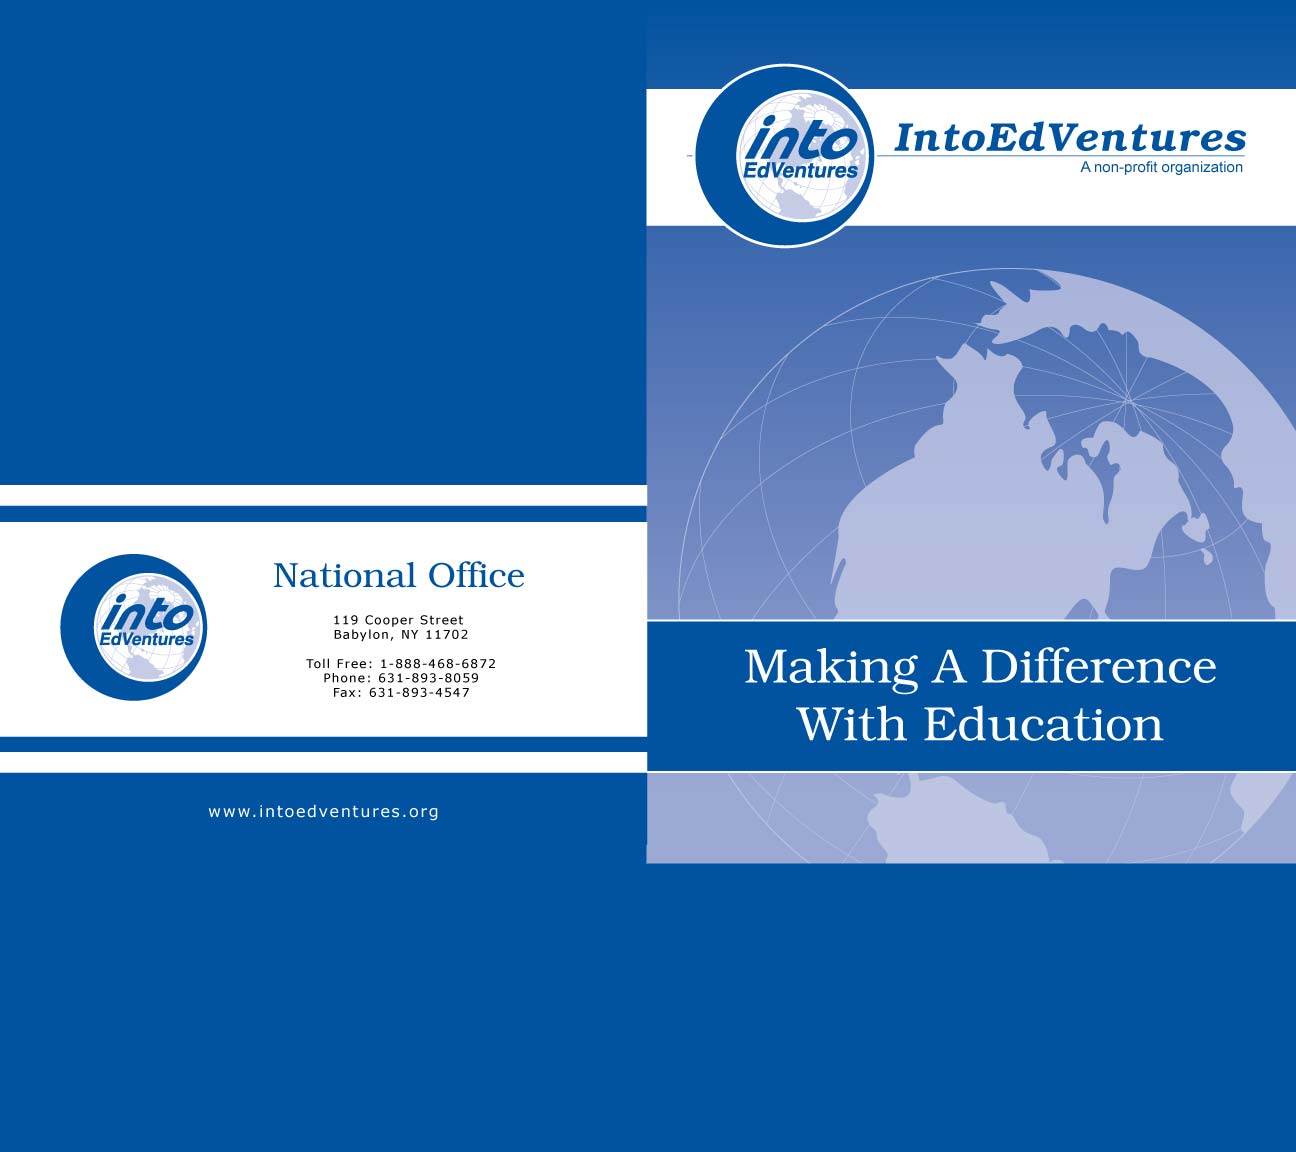 into
EdVentures
IntoEdVentures
A non-profit organization
Making A Difference
With Education
into
EdVentures
National Office
119 Cooper Street
Babylon, NY 11702
Toll Free: 1-888-468-6872
Phone: 631-893-8059
Fax: 631-893-4547
www.intoedventures.org